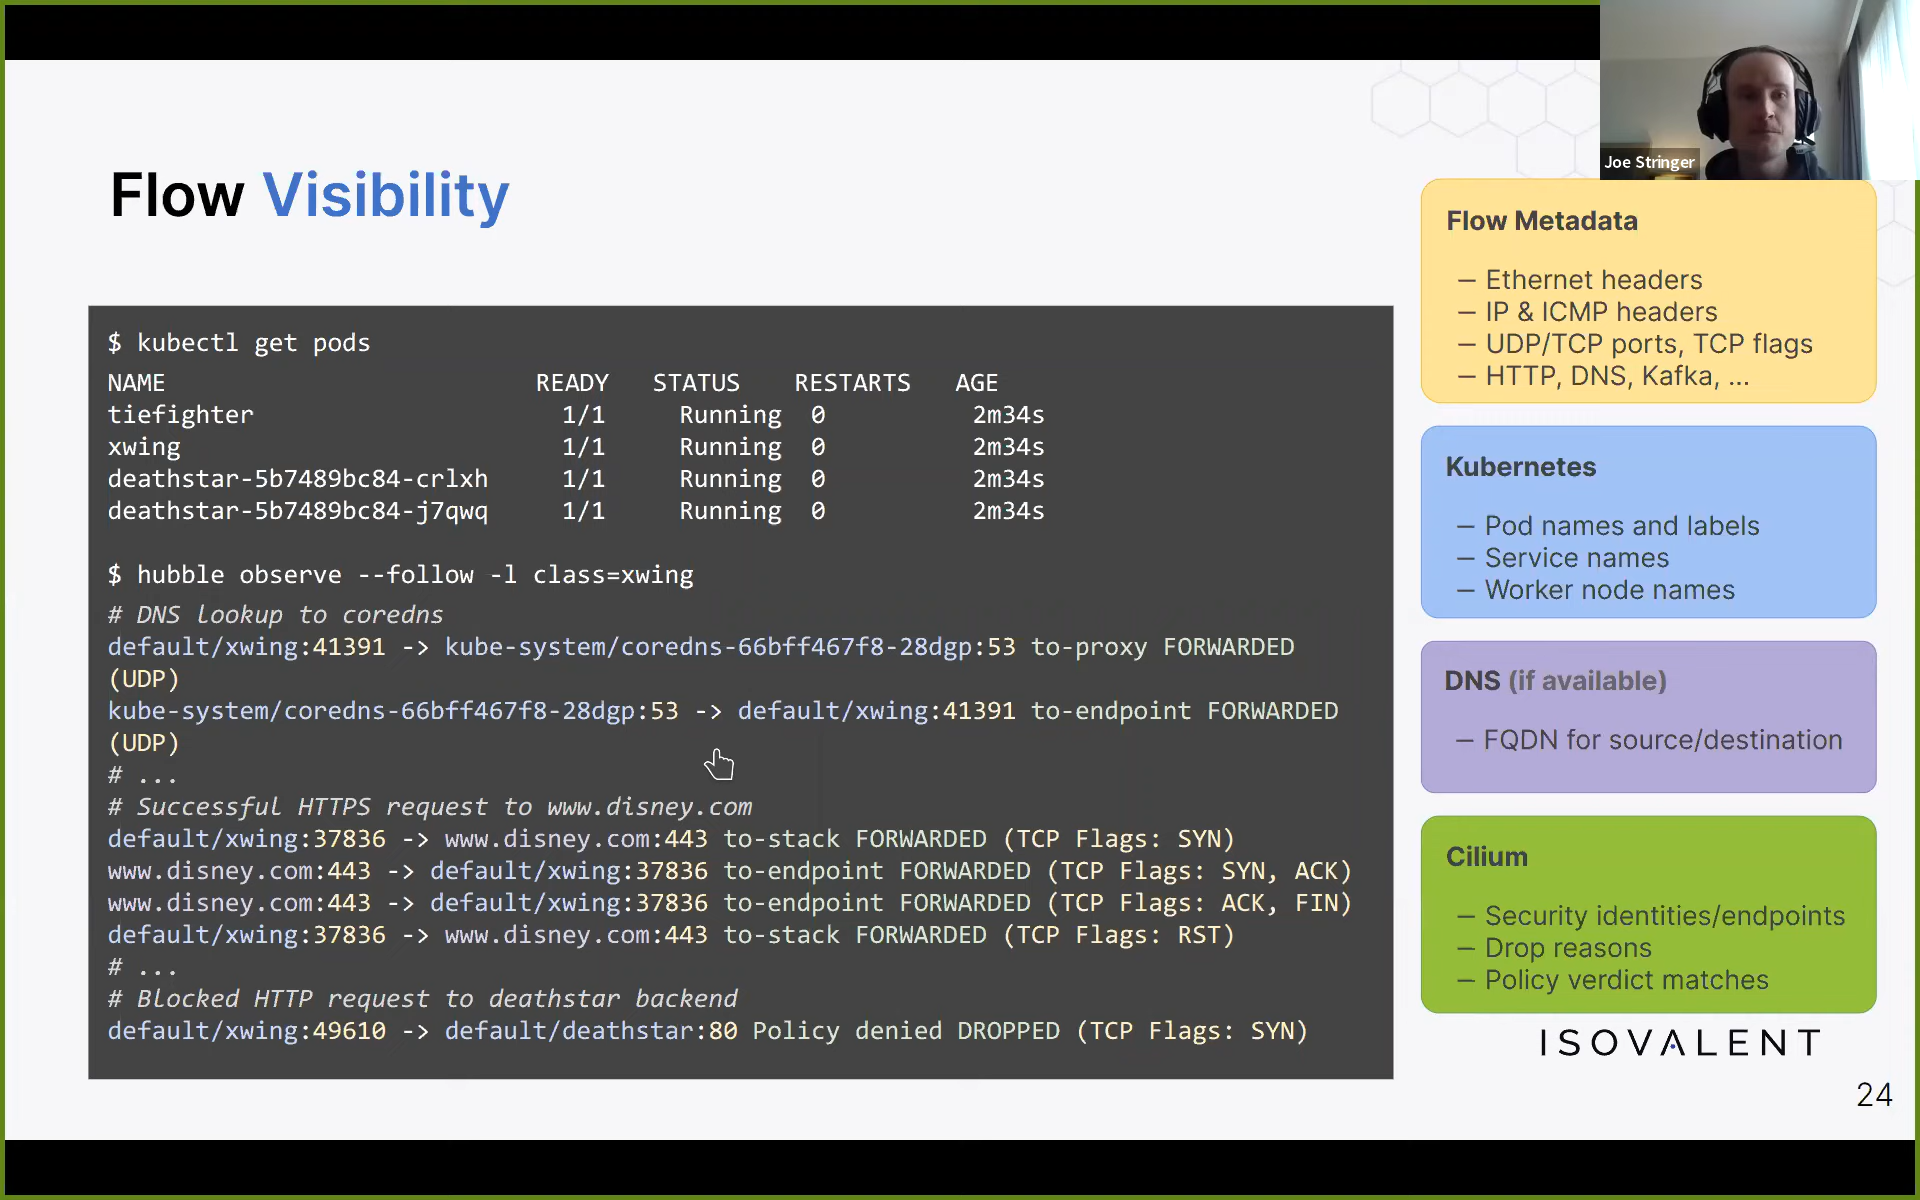 Joe Stringer
Flow Visibility
$ kubectl get pods
NAME READY STATUS RESTARTS AGE
tiefighter 1/1 Running 0 2m34s
xwing 1/1 Running 0 2m34s
deathstar-5b7489bc84-crlxh 1/1 Running 0 2m34s
deathstar-5b7489bc84-j7qwq 1/1 Running 0 2m34s
$ hubble observe --follow -l class=xwing
# DNS lookup to coredns
default/xwing:41391 -> kube-system/coredns-66bff467f8-28dgp:53 to-proxy FORWARDED
(UDP)
kube-system/coredns-66bff467f8-28dgp:53 -> default/xwing:41391 to-endpoint FORWARDED
(UDP)
# ...
# Successful HTTPS request to www.disney.com
default/xwing:37836 -> www.disney.com:443 to-stack FORWARDED (TCP Flags: SYN)
www.disney.com:443 -> default/xwing:37836 to-endpoint FORWARDED (TCP Flags: SYN, ACK)
www.disney.com:443 -> default/xwing:37836 to-endpoint FORWARDED (TCP Flags: ACK, FIN)
default/xwing:37836 -> www.disney.com:443 to-stack FORWARDED (TCP Flags: RST)
# ...
# Blocked HTTP request to deathstar backend
default/xwing:49610 -> default/deathstar:80 Policy denied DROPPED (TCP Flags: SYN)
Flow Metadata
– Ethernet headers
– IP & ICMP headers
– UDP/TCP ports, TCP flags
– HTTP, DNS, Kafka, ...
Kubernetes
– Pod names and labels
– Service names
– Worker node names
DNS (if available)
– FQDN for source/destination
Cilium
– Security identities/endpoints
– Drop reasons
– Policy verdict matches
ISOVALENT
24